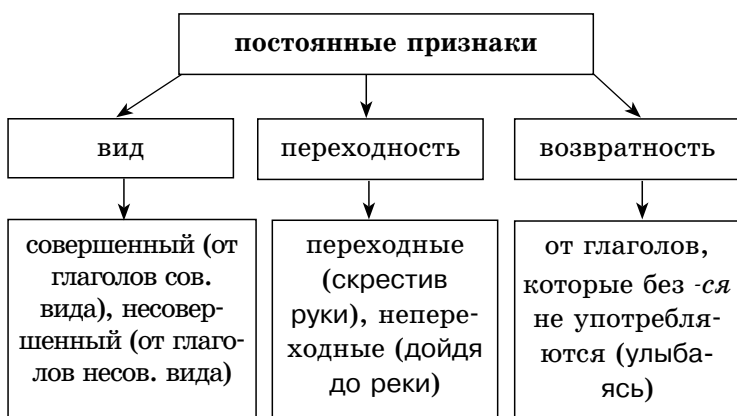 постоянные признаки
вид
переходность
возвратность
совершенный (от
глаголов сов.
вида), несовер-
шенный (от глаго-
лов несов. вида)
переходные
(скрестив
руки), непере-
ходные (дойдя
до реки)
от глаголов,
которые без -ся
не употребля-
ются (улыба-
ясь)